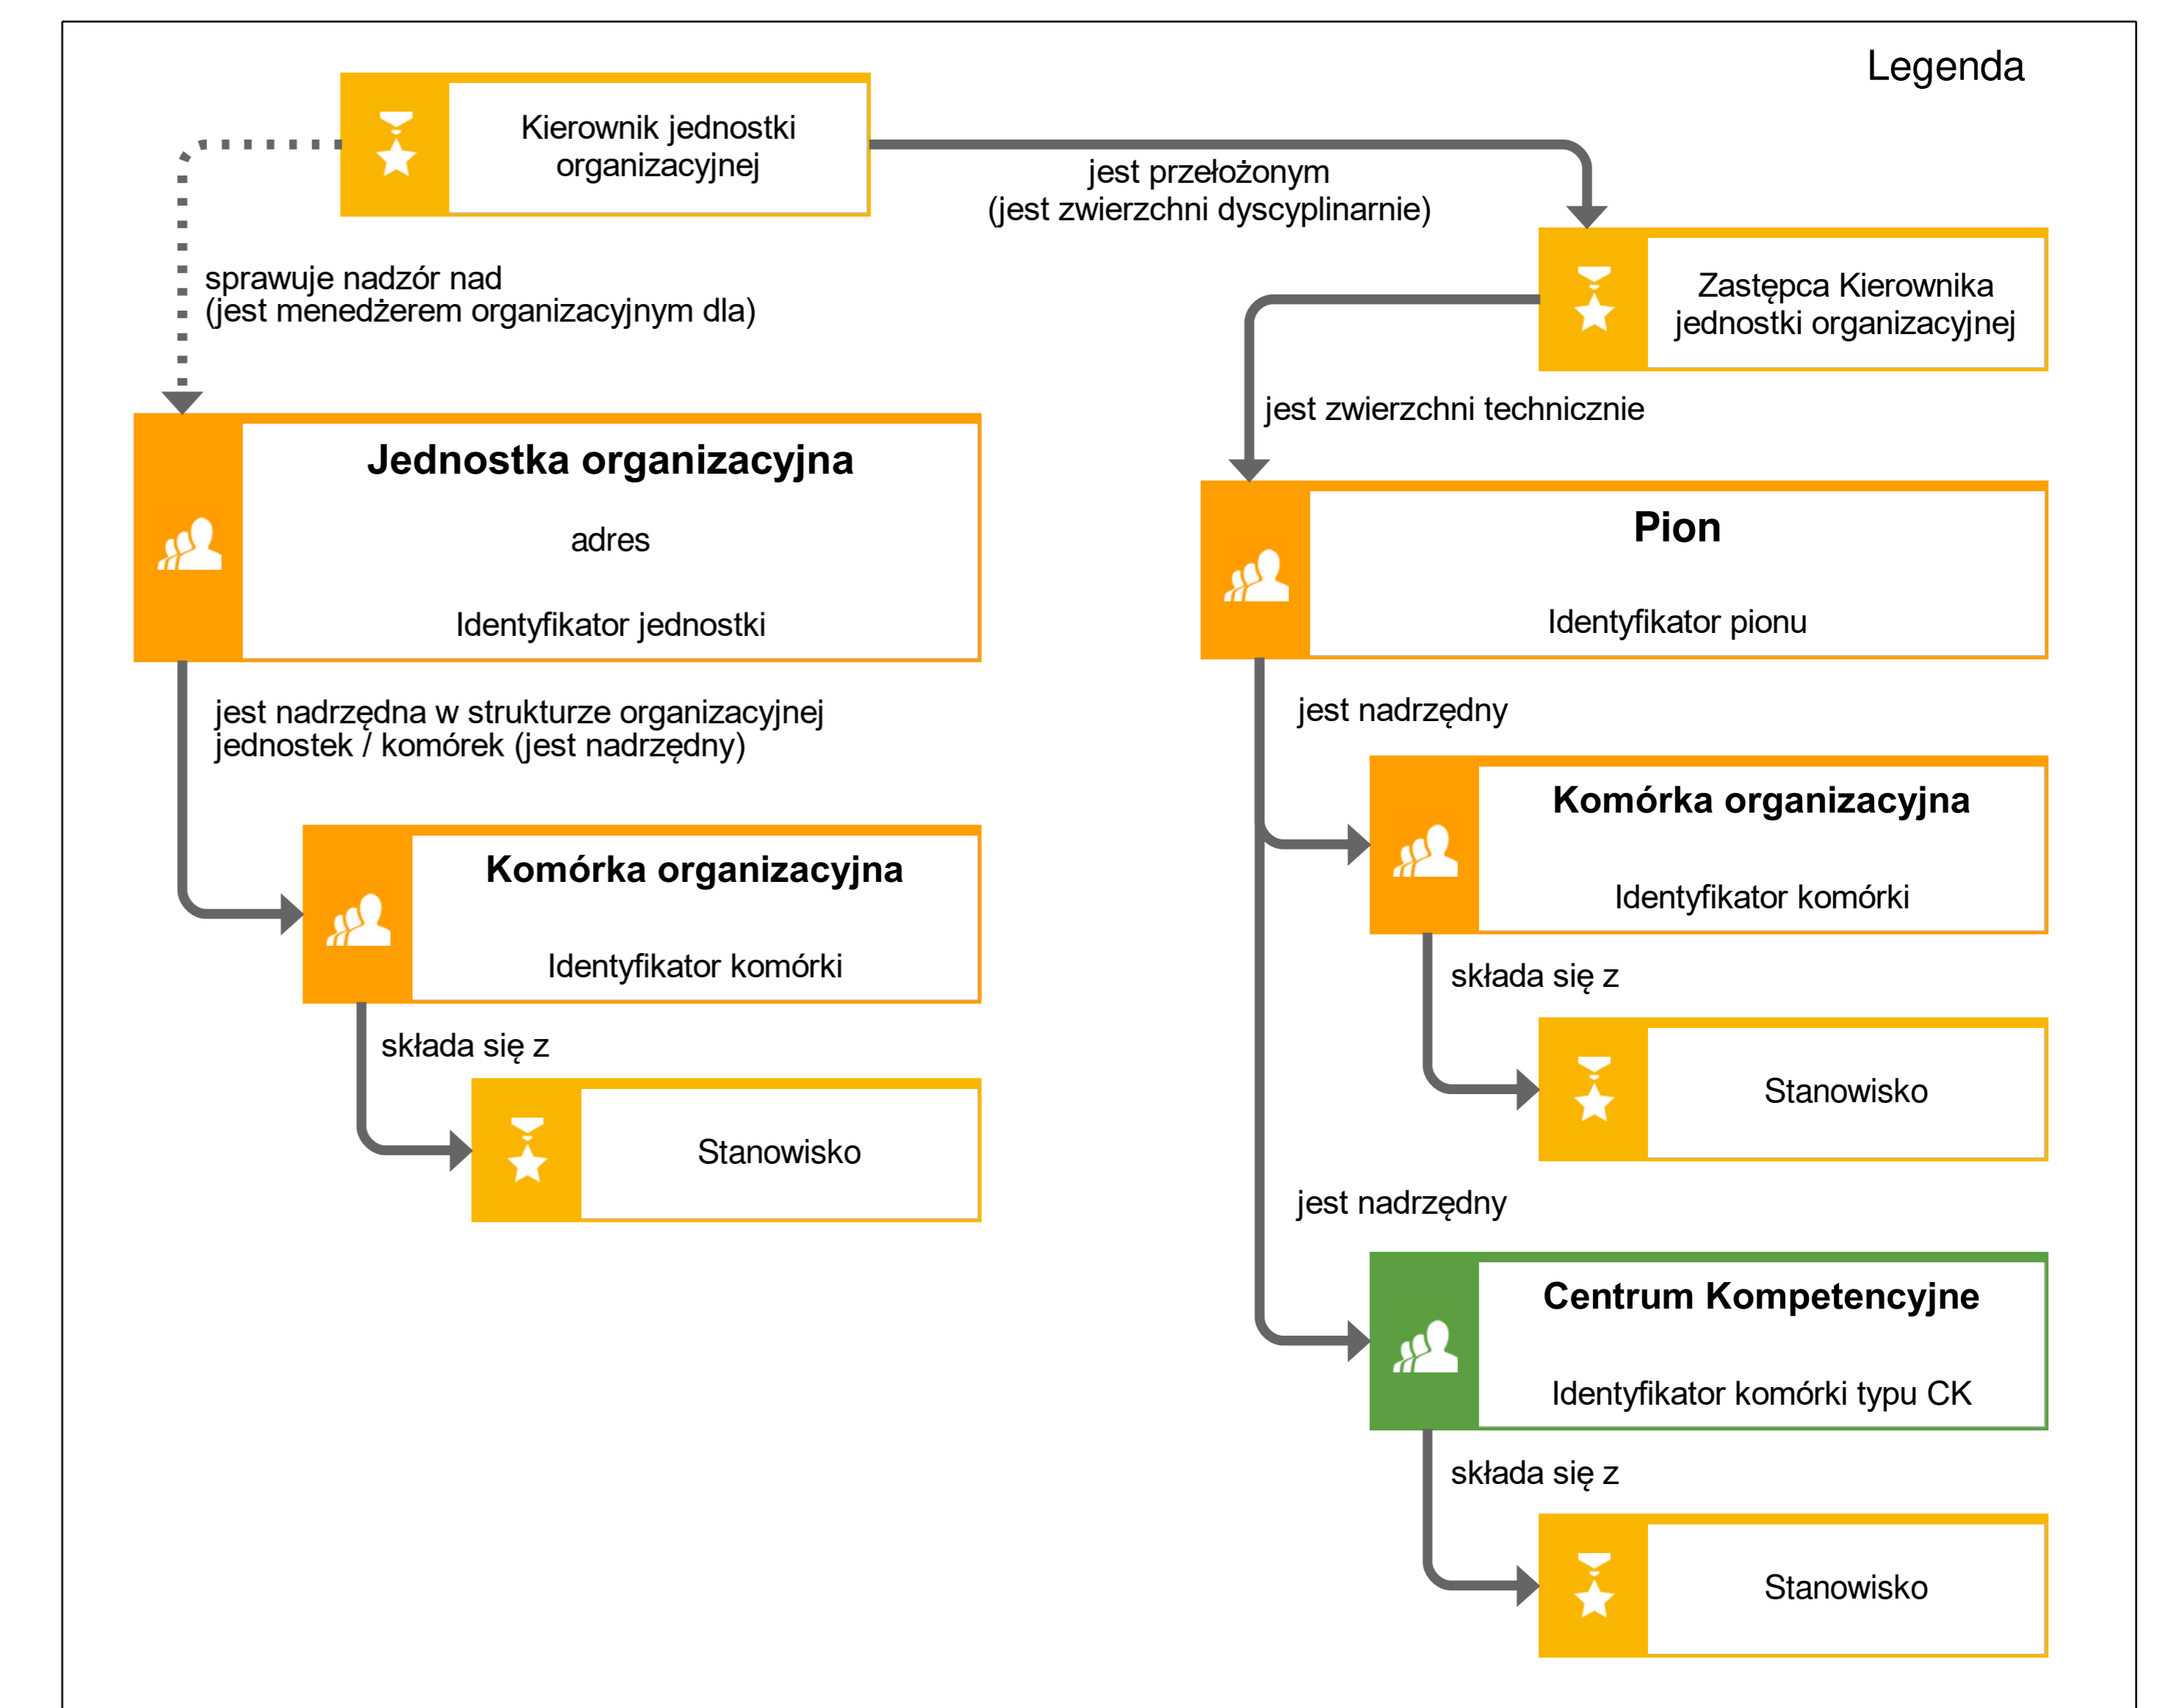 Legenda
Kierownik jednostki
organizacyjnej
jest przełożonym
(jest zwierzchni dyscyplinarnie)
sprawuje nadzór nad
(jest menedżerem organizacyjnym dla)
Zastępca Kierownika
jednostki organizacyjnej
jest zwierzchni technicznie
Jednostka organizacyjna
adres
Identyfikator jednostki
jest nadrzędna w strukturze organizacyjnej
jednostek / komórek (jest nadrzędny)
Komórka organizacyjna
Identyfikator komórki
składa się z
Stanowisko
Pion
Identyfikator pionu
jest nadrzędny
Komórka organizacyjna
Identyfikator komórki
składa się z
Stanowisko
jest nadrzędny
Centrum Kompetencyjne
Identyfikator komórki typu CK
składa się z
Stanowisko